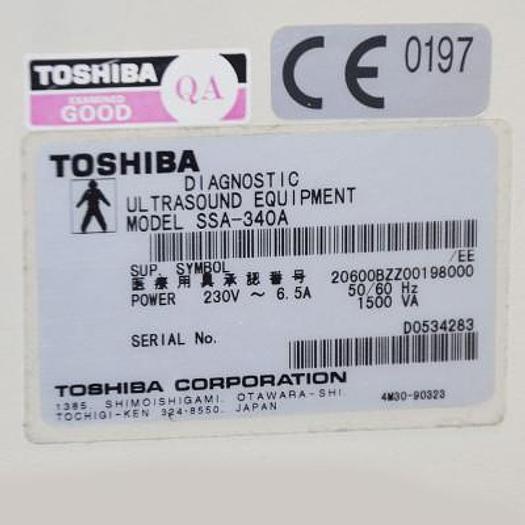 TOSHIBA
QA
EXAMINED
GOOD
CE 0197
TOSHIBA
DIAGNOSTIC
ULTRASOUND EQUIPMENT
MODEL SSA-340A
/EE
SUP. SYMBOL
医療用具承認番号 20600BZZ00198000
POWER 230V ~ 6.5A 50/60 Hz
1500 VA
D0534283
SERIAL No.
TOSHIBA CORPORATION
1385, SHIMOISHIGAMI, OTAWARA-SHI,
TOCHIGI-KEN 324-8550, JAPAN
4M30-90323